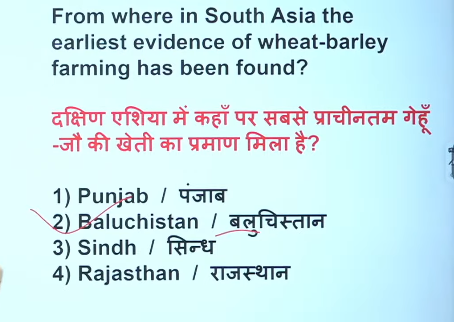 From where in South Asia the
earliest evidence of wheat-barley
farming has been found?
दक्षिण एशिया में कहाँ पर सबसे प्राचीनतम गेहूँ
-जौ की खेती का प्रमाण मिला है?
1) Punjab / पंजाब
2) Baluchistan / बलुचिस्तान
3) Sindh / सिन्ध
4) Rajasthan / राजस्थान